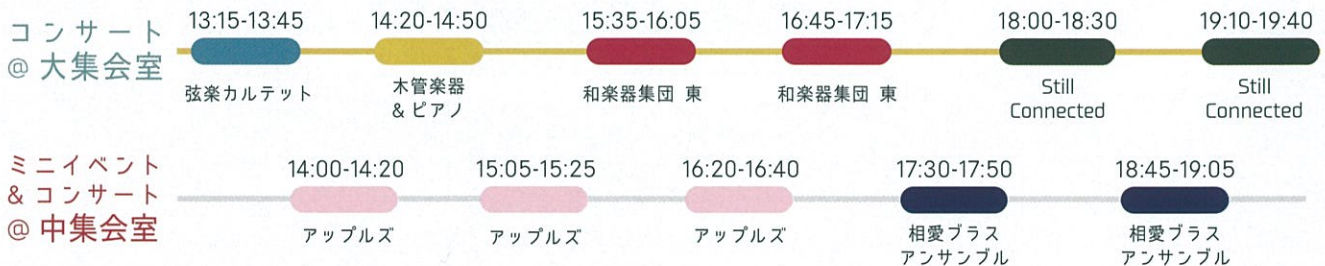 コンサート
@ 大集会室
13:15-13:45
弦楽カルテット
14:20-14:50
木管楽器
& ピアノ
15:35-16:05
和楽器集団 東
16:45-17:15
和楽器集団 東
18:00-18:30
Still
Connected
19:10-19:40
Still
Connected
ミニイベント
& コンサート
@ 中集会室
14:00-14:20
アップルズ
15:05-15:25
アップルズ
16:20-16:40
アップルズ
17:30-17:50
相愛ブラス
アンサンブル
18:45-19:05
相愛ブラス
アンサンブル